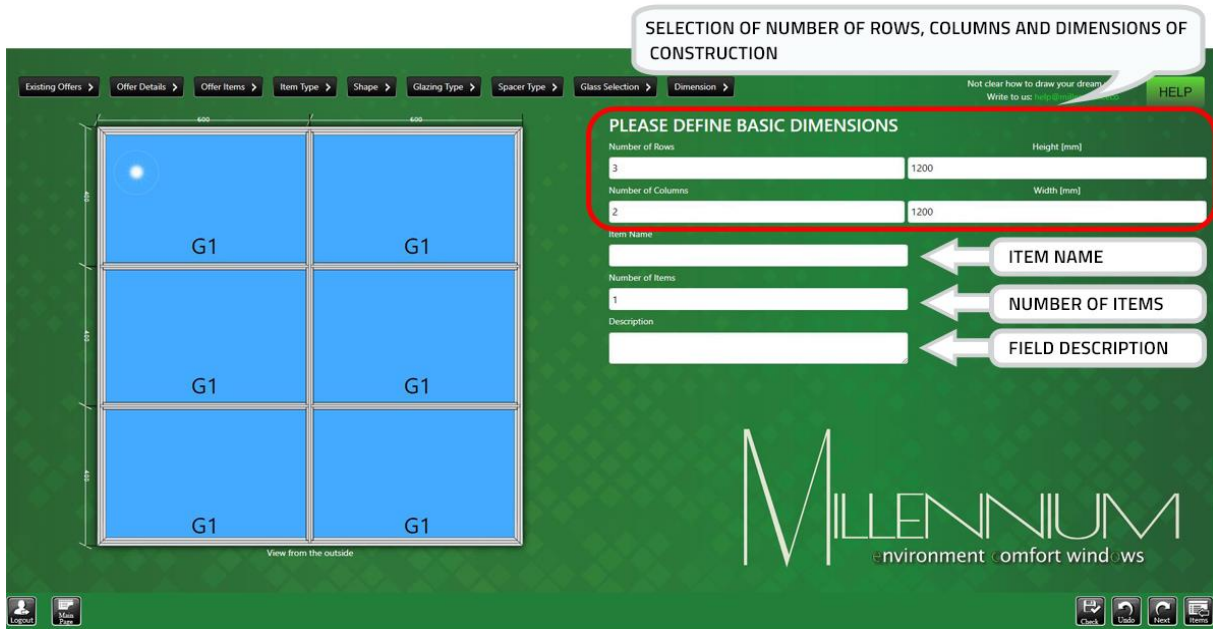 SELECTION OF NUMBER OF ROWS, COLUMNS AND DIMENSIONS OF
CONSTRUCTION
Existing Offers > Offer Details > Offer Items > Item Type > Shape > Glazing Type > Spacer Type > Glass Selection > Dimension >
Not clear how to draw your dream
Write to us:
HELP
600 600
PLEASE DEFINE BASIC DIMENSIONS
Number of Rows Height [mm]
3 1200
Number of Columns Width [mm]
2 1200
Item Name
ITEM NAME
Number of Items
1
NUMBER OF ITEMS
Description
FIELD DESCRIPTION
400
G1 G1
400
G1 G1
400
G1 G1
View from the outside
MILLENNIUM
environment comfort windows
Logout Main Page Check Undo Next Items